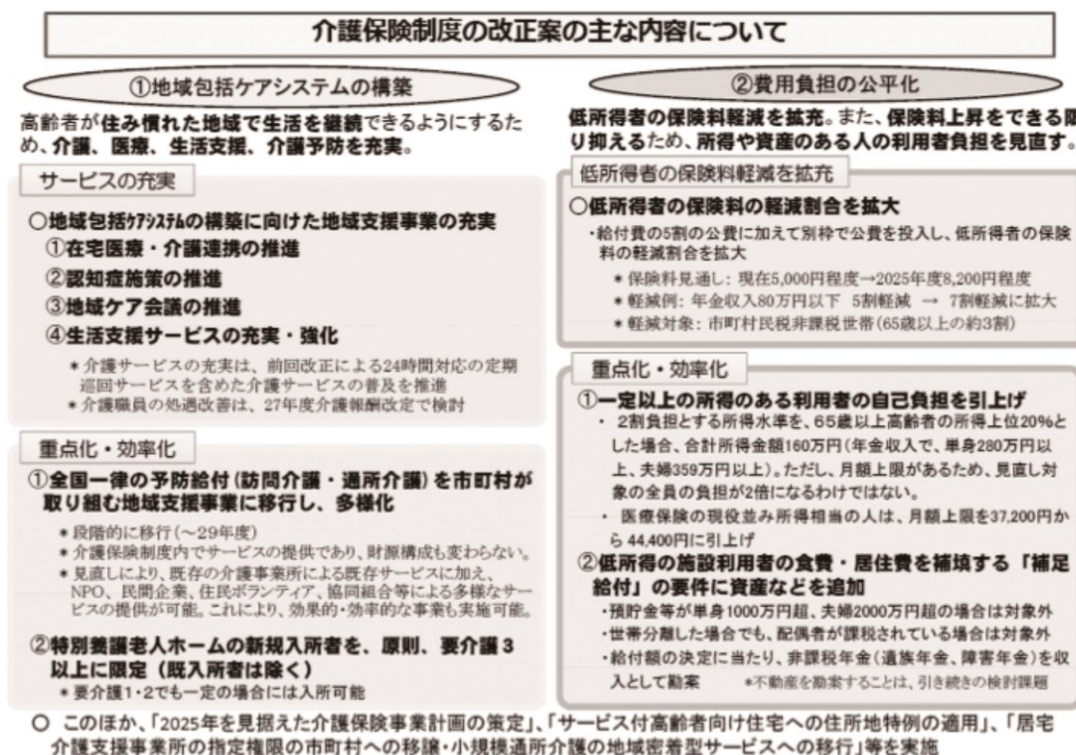 介護保険制度の改正案の主な内容について
①地域包括ケアシステムの構築
高齢者が住み慣れた地域で生活を継続できるようにするた
め、介護、医療、生活支援、介護予防を充実。
サービスの充実
○地域包括ｹｱｼｽﾃﾑの構築に向けた地域支援事業の充実
①在宅医療・介護連携の推進
②認知症施策の推進
③地域ケア会議の推進
④生活支援サービスの充実・強化
＊介護サービスの充実は、前回改正による24時間対応の定期
巡回サービスを含めた介護サービスの普及を推進
＊介護職員の処遇改善は、27年度介護報酬改定で検討
重点化・効率化
①全国一律の予防給付(訪問介護・通所介護)を市町村が
取り組む地域支援事業に移行し、多様化
＊段階的に移行(～29年度)
＊介護保険制度内でサービスの提供であり、財源構成も変わらない。
＊見直しにより、既存の介護事業所による既存サービスに加え、
NPO、民間企業、住民ボランティア、協同組合等による多様なサー
ビスの提供が可能。これにより、効果的・効率的な事業も実施可能。
②特別養護老人ホームの新規入所者を、原則、要介護３
以上に限定（既入所者は除く）
＊要介護1・2でも一定の場合には入所可能
②費用負担の公平化
低所得者の保険料軽減を拡充。また、保険料上昇をできる限
り抑えるため、所得や資産のある人の利用者負担を見直す。
低所得者の保険料軽減を拡充
○低所得者の保険料の軽減割合を拡大
・給付費の5割の公費に加えて別枠で公費を投入し、低所得者の保険
料の軽減割合を拡大
＊保険料見通し: 現在5,000円程度→2025年度8,200円程度
＊軽減例: 年金収入80万円以下 5割軽減 → 7割軽減に拡大
＊軽減対象: 市町村民税非課税世帯(65歳以上の約3割)
重点化・効率化
①一定以上の所得のある利用者の自己負担を引上げ
・ 2割負担とする所得水準を、65歳以上高齢者の所得上位20%と
した場合、合計所得金額160万円(年金収入で、単身280万円以
上、夫婦359万円以上)。ただし、月額上限があるため、見直し対
象の全員の負担が2倍になるわけではない。
・ 医療保険の現役並み所得相当の人は、月額上限を37,200円か
ら 44,400円に引上げ
②低所得の施設利用者の食費・居住費を補填する「補足
給付」の要件に資産などを追加
・預貯金等が単身1000万円超、夫婦2000万円超の場合は対象外
・世帯分離した場合でも、配偶者が課税されている場合は対象外
・給付額の決定に当たり、非課税年金(遺族年金、障害年金)を収
入として勘案 ＊不動産を勘案することは、引き続きの検討課題
○ このほか、「2025年を見据えた介護保険事業計画の策定」、「サービス付高齢者向け住宅への住所地特例の適用」、「居宅
介護支援事業所の指定権限の市町村への移譲・小規模通所介護の地域密着型サービスへの移行」等を実施